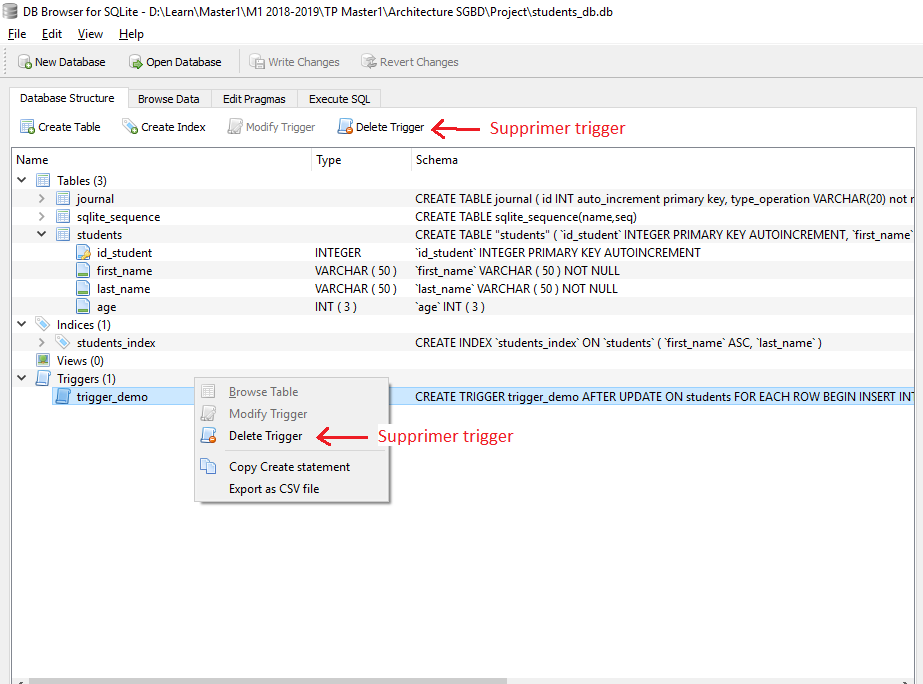 DB Browser for SQLite - D:\Learn\Master1\M1 2018-2019\TP Master1\Architecture SGBD\Project\students_db.db
File Edit View Help
New Database Open Database Write Changes Revert Changes
Database Structure Browse Data Edit Pragmas Execute SQL
Create Table Create Index Modify Trigger Delete Trigger Supprimer trigger
Name Type Schema
Tables (3)
journal CREATE TABLE journal ( id INT auto_increment primary key, type_operation VARCHAR(20) not n
sqlite_sequence CREATE TABLE sqlite_sequence(name,seq)
students CREATE TABLE "students" ( `id_student` INTEGER PRIMARY KEY AUTOINCREMENT, `first_name`
id_student INTEGER `id_student` INTEGER PRIMARY KEY AUTOINCREMENT
first_name VARCHAR ( 50 ) `first_name` VARCHAR ( 50 ) NOT NULL
last_name VARCHAR ( 50 ) `last_name` VARCHAR ( 50 ) NOT NULL
age INT ( 3 ) `age` INT ( 3 )
Indices (1)
students_index CREATE INDEX `students_index` ON `students` ( `first_name` ASC, `last_name` )
Views (0)
Triggers (1)
trigger_demo CREATE TRIGGER trigger_demo AFTER UPDATE ON students FOR EACH ROW BEGIN INSERT INT
Browse Table
Modify Trigger
Delete Trigger Supprimer trigger
Copy Create statement
Export as CSV file